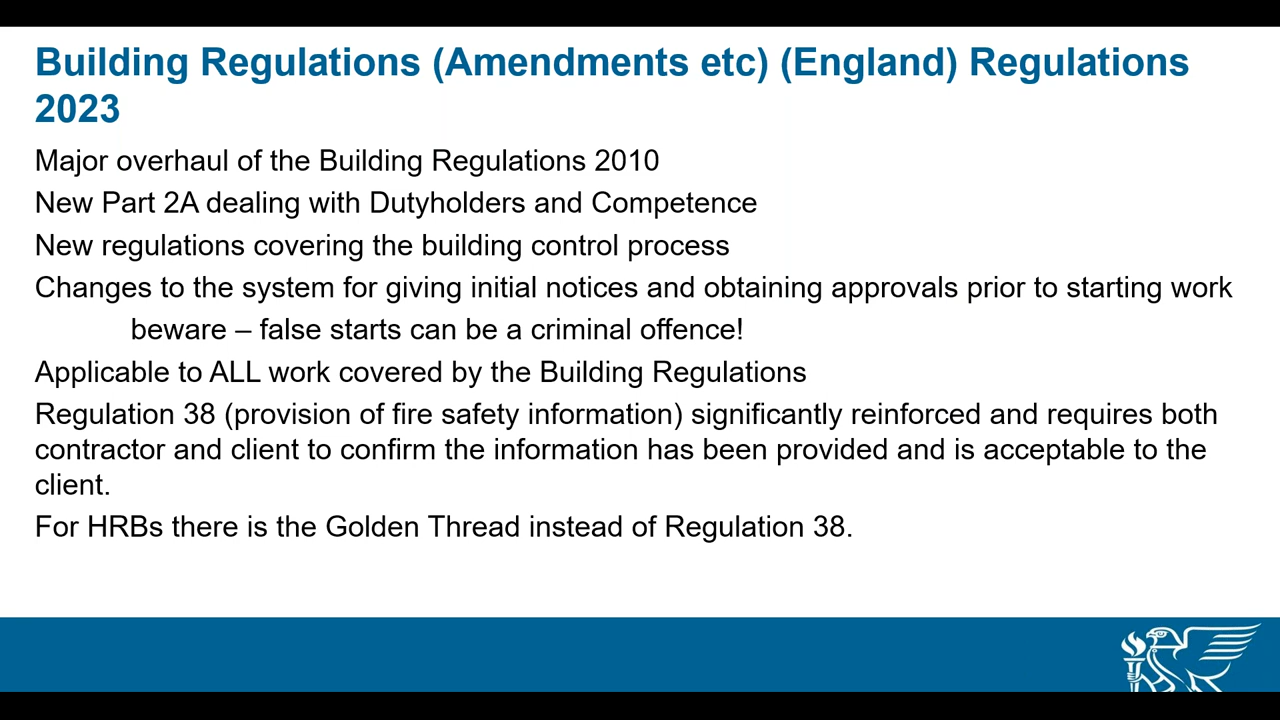 Building Regulations (Amendments etc) (England) Regulations
2023
Major overhaul of the Building Regulations 2010
New Part 2A dealing with Dutyholders and Competence
New regulations covering the building control process
Changes to the system for giving initial notices and obtaining approvals prior to starting work
beware – false starts can be a criminal offence!
Applicable to ALL work covered by the Building Regulations
Regulation 38 (provision of fire safety information) significantly reinforced and requires both
contractor and client to confirm the information has been provided and is acceptable to the
client.
For HRBs there is the Golden Thread instead of Regulation 38.